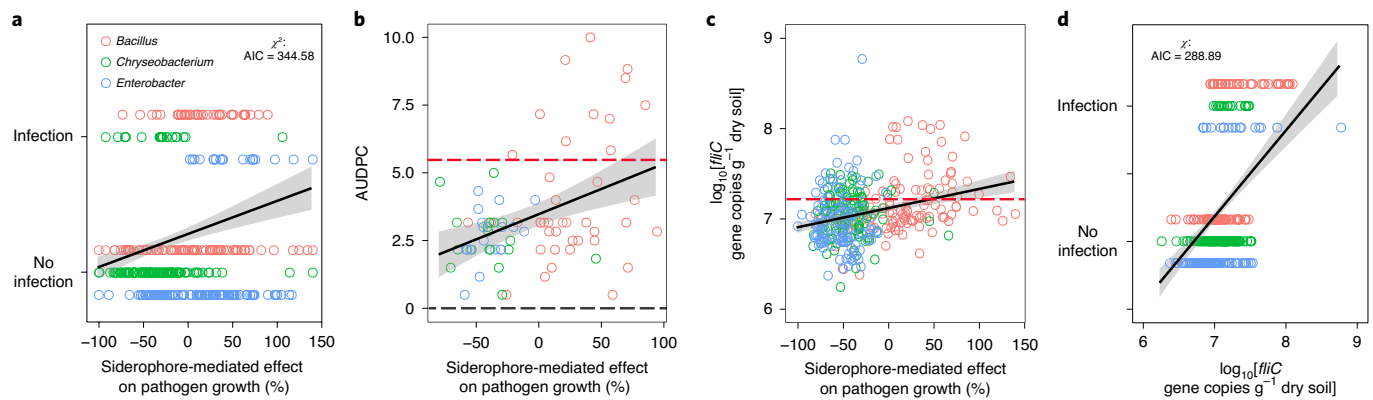 a
Bacillus
Chryseobacterium
Enterobacter
χ²:
AIC = 344.58
Infection
No
infection
−100
−50
0
50
100
150
Siderophore-mediated effect
on pathogen growth (%)
b
AUDPC
10.0
7.5
5.0
2.5
0
−50
0
50
100
Siderophore-mediated effect
on pathogen growth (%)
c
log₁₀[fliC
gene copies g⁻¹ dry soil]
9
8
7
6
−100
−50
0
50
100
150
Siderophore-mediated effect
on pathogen growth (%)
d
χ:
AIC = 288.89
Infection
No
infection
6
7
8
9
log₁₀[fliC
gene copies g⁻¹ dry soil]